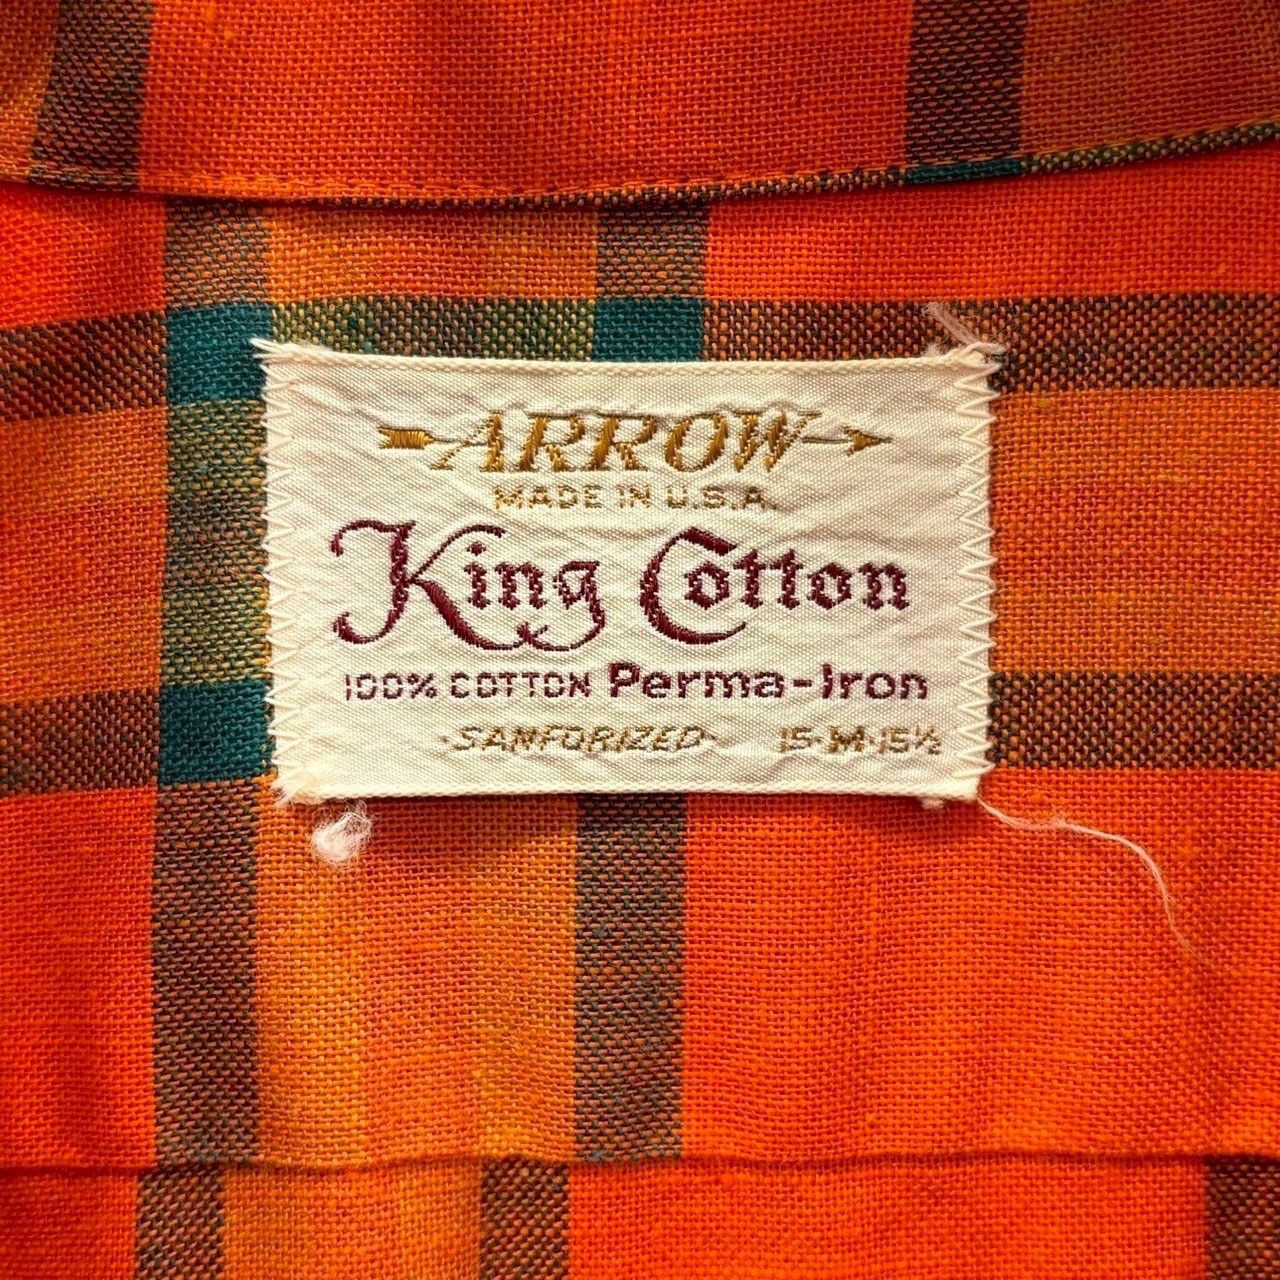 ARROW
MADE IN U.S.A.
King Cotton
100% COTTON Perma-Iron
·SANFORIZED· 15·M·15½